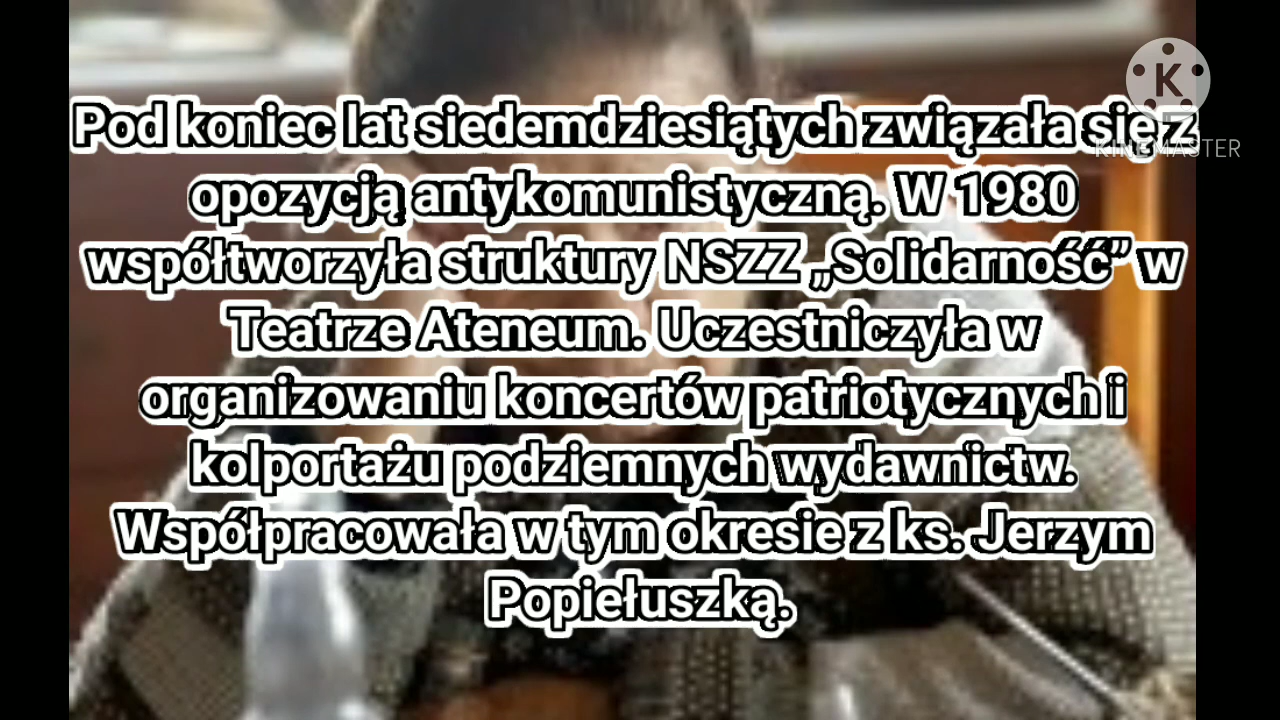 Pod koniec lat siedemdziesiątych związała się z
opozycją antykomunistyczną. W 1980
współtworzyła struktury NSZZ „Solidarność” w
Teatrze Ateneum. Uczestniczyła w
organizowaniu koncertów patriotycznych i
kolportażu podziemnych wydawnictw.
Współpracowała w tym okresie z ks. Jerzym
Popiełuszką.
K
KINEMASTER